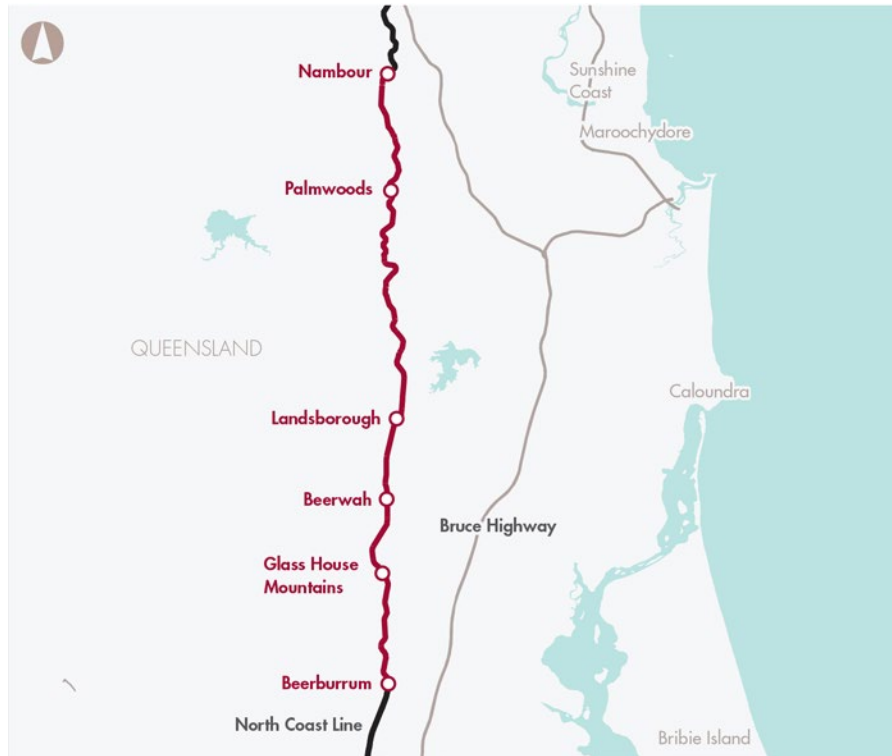 Nambour
Sunshine
Coast
Maroochydore
Palmwoods
QUEENSLAND
Caloundra
Landsborough
Beerwah
Bruce Highway
Glass House
Mountains
Beerburrum
North Coast Line
Bribie Island